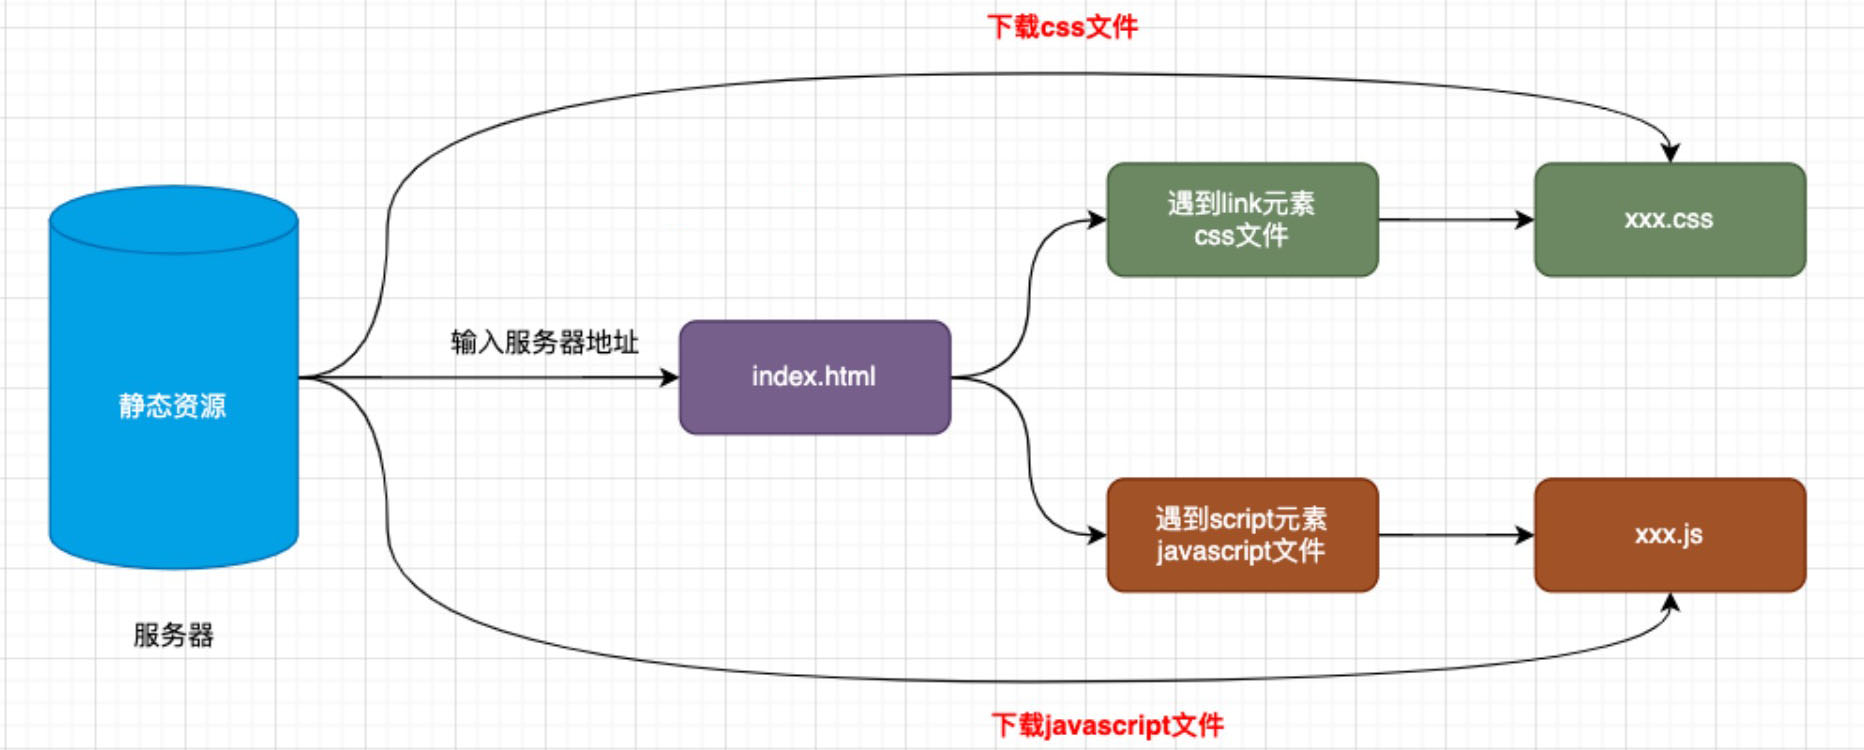 下载css文件
遇到link元素
css文件
xxx.css
输入服务器地址
index.html
静态资源
遇到script元素
javascript文件
xxx.js
服务器
下载javascript文件